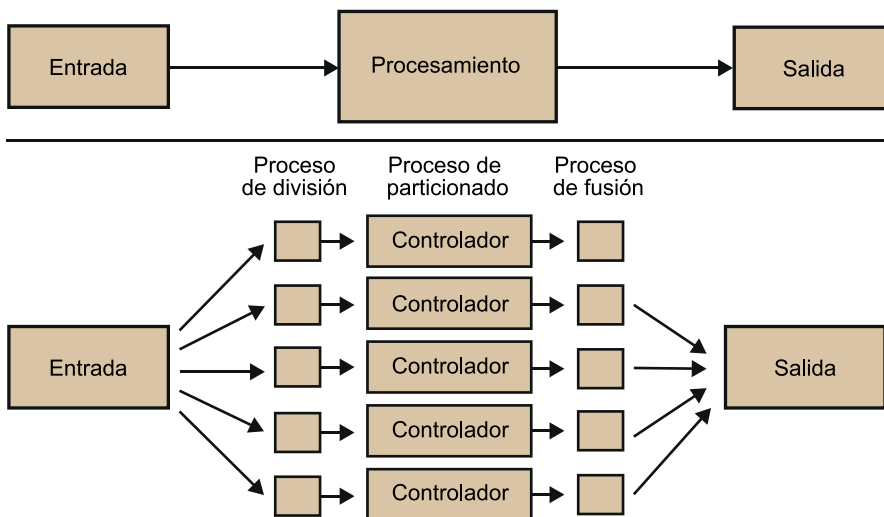 Entrada
Procesamiento
Salida
Proceso
de división
Proceso de
particionado
Proceso
de fusión
Controlador
Controlador
Controlador
Controlador
Controlador
Entrada
Salida